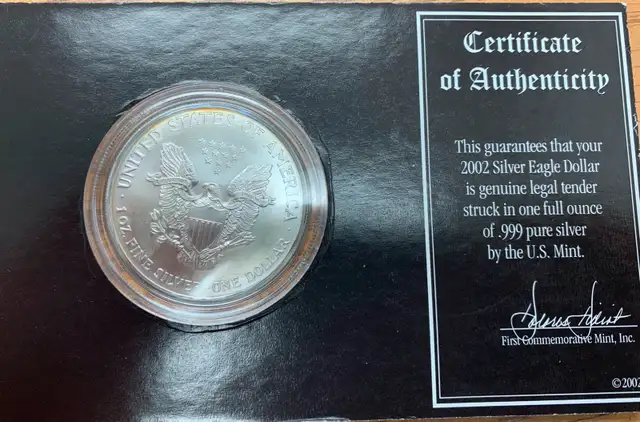 UNITED STATES OF AMERICA
1 OZ. FINE SILVER ONE DOLLAR
Certificate
of Authenticity
This guarantees that your
2002 Silver Eagle Dollar
is genuine legal tender
struck in one full ounce
of .999 pure silver
by the U.S. Mint.
First Commemorative Mint, Inc.
©2002